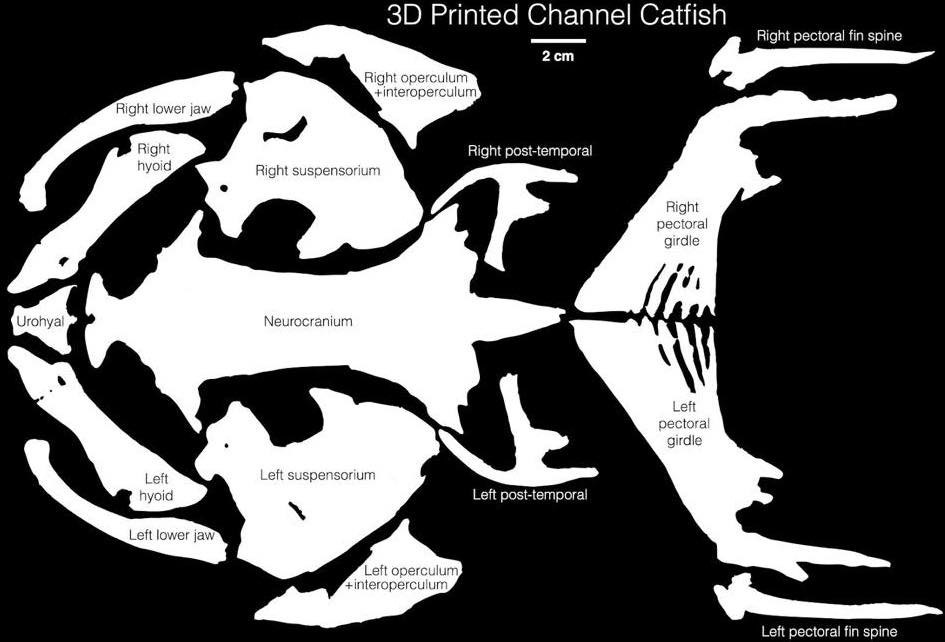 3D Printed Channel Catfish
2 cm
Right pectoral fin spine
Right operculum
+interoperculum
Right lower jaw
Right
hyoid
Right post-temporal
Right suspensorium
Right
pectoral
girdle
Urohyal
Neurocranium
Left
pectoral
girdle
Left suspensorium
Left
hyoid
Left post-temporal
Left lower jaw
Left operculum
+interoperculum
Left pectoral fin spine